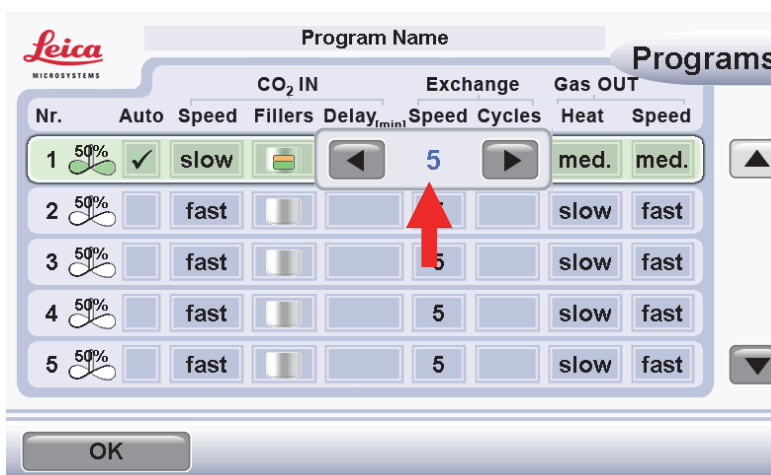 Leica
MICROSYSTEMS
Program Name
Programs
CO₂ IN Exchange Gas OUT
Nr. Auto Speed Fillers Delay[min] Speed Cycles Heat Speed
1 50% ✓ slow 5 med. med.
2 50% fast slow fast
3 50% fast 5 slow fast
4 50% fast 5 slow fast
5 50% fast 5 slow fast
OK